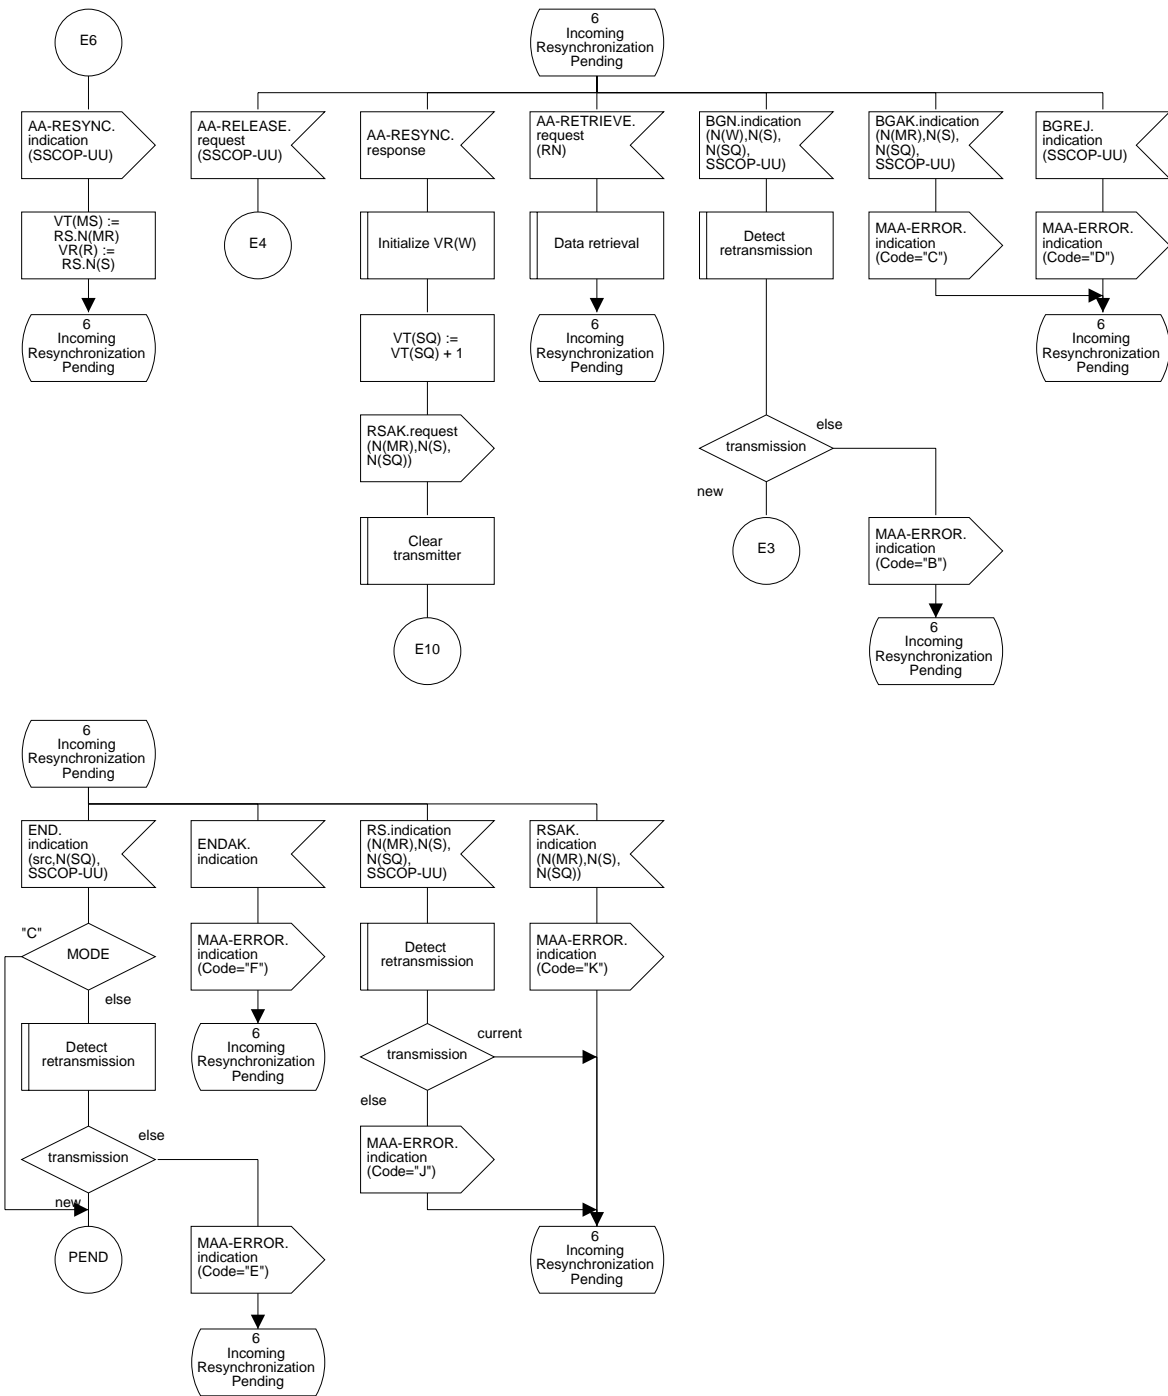 E6
6
Incoming
Resynchronization
Pending
AA-RESYNC.
indication
(SSCOP-UU)
AA-RELEASE.
request
(SSCOP-UU)
AA-RESYNC.
response
AA-RETRIEVE.
request
(RN)
BGN.indication
(N(W),N(S),
N(SQ),
SSCOP-UU)
BGAK.indication
(N(MR),N(S),
N(SQ),
SSCOP-UU)
BGREJ.
indication
(SSCOP-UU)
VT(MS) :=
RS.N(MR)
VR(R) :=
RS.N(S)
E4
Initialize VR(W)
Data retrieval
Detect
retransmission
MAA-ERROR.
indication
(Code="C")
MAA-ERROR.
indication
(Code="D")
6
Incoming
Resynchronization
Pending
VT(SQ) :=
VT(SQ) + 1
6
Incoming
Resynchronization
Pending
6
Incoming
Resynchronization
Pending
RSAK.request
(N(MR),N(S),
N(SQ))
transmission
else
new
Clear
transmitter
E3
MAA-ERROR.
indication
(Code="B")
E10
6
Incoming
Resynchronization
Pending
6
Incoming
Resynchronization
Pending
END.
indication
(src,N(SQ),
SSCOP-UU)
ENDAK.
indication
RS.indication
(N(MR),N(S),
N(SQ),
SSCOP-UU)
RSAK.
indication
(N(MR),N(S),
N(SQ))
"C"
MODE
else
MAA-ERROR.
indication
(Code="F")
Detect
retransmission
MAA-ERROR.
indication
(Code="K")
Detect
retransmission
6
Incoming
Resynchronization
Pending
transmission
current
else
transmission
else
new
MAA-ERROR.
indication
(Code="J")
PEND
MAA-ERROR.
indication
(Code="E")
6
Incoming
Resynchronization
Pending
6
Incoming
Resynchronization
Pending